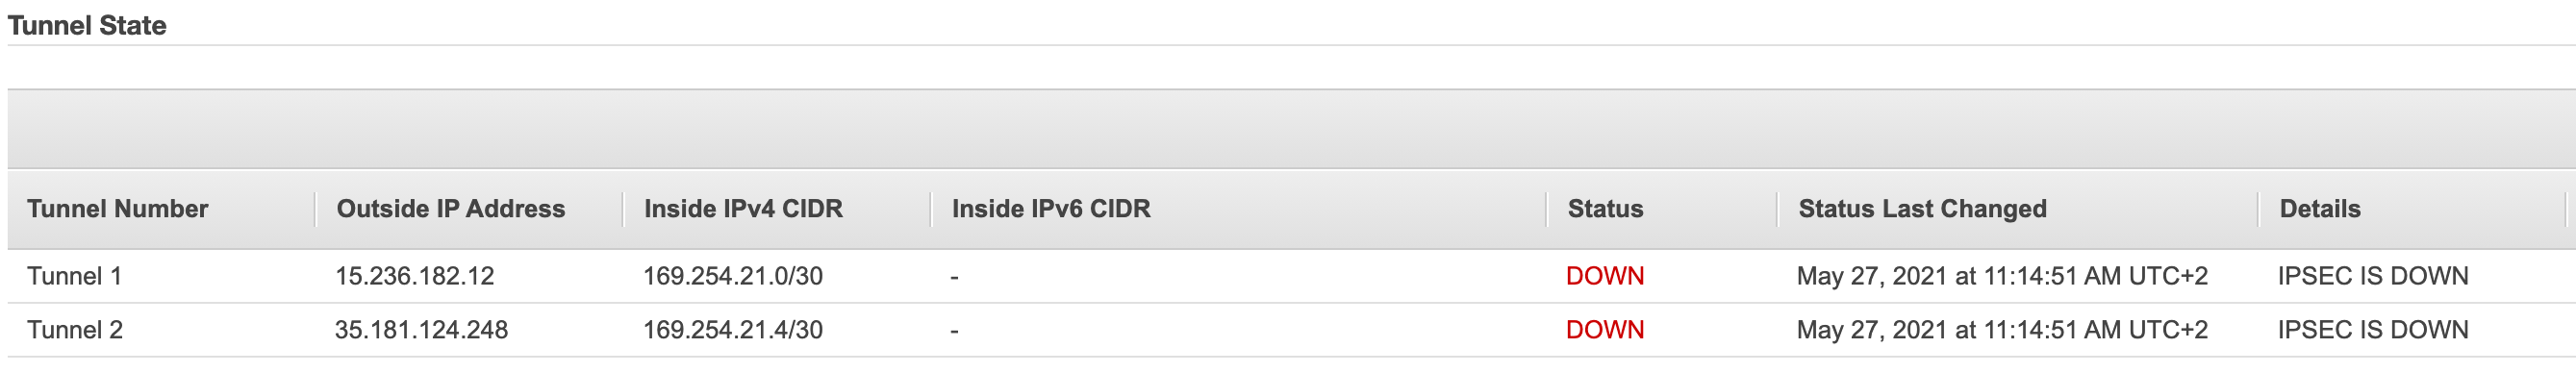 Tunnel State
Tunnel Number Outside IP Address Inside IPv4 CIDR Inside IPv6 CIDR Status Status Last Changed Details
Tunnel 1 15.236.182.12 169.254.21.0/30 - DOWN May 27, 2021 at 11:14:51 AM UTC+2 IPSEC IS DOWN
Tunnel 2 35.181.124.248 169.254.21.4/30 - DOWN May 27, 2021 at 11:14:51 AM UTC+2 IPSEC IS DOWN